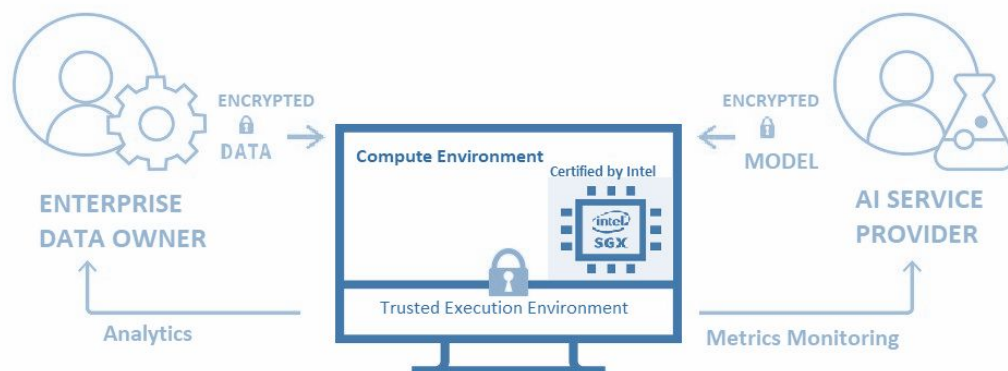 ENCRYPTED
DATA
ENTERPRISE
DATA OWNER
Analytics
Compute Environment
Certified by Intel
intel
SGX
Trusted Execution Environment
ENCRYPTED
MODEL
AI SERVICE
PROVIDER
Metrics Monitoring